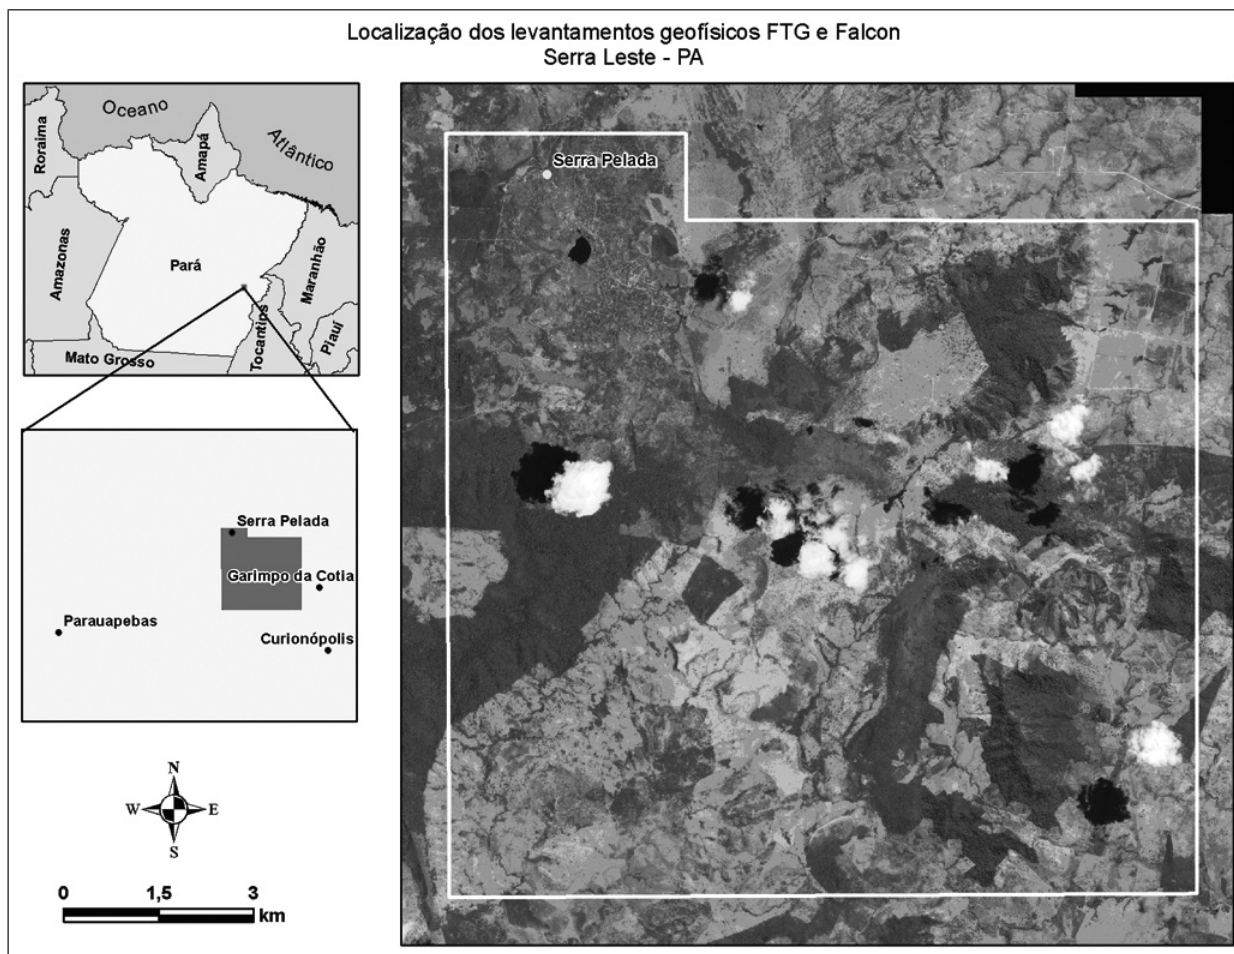 Localização dos levantamentos geofísicos FTG e Falcon
Serra Leste - PA
Oceano
Atlântico
Roraima
Amapá
Amazonas
Pará
Maranhão
Tocantins
Piauí
Mato Grosso
Serra Pelada
Serra Pelada
Garimpo da Cotia
Parauapebas
Curionópolis
N
W E
S
0 1,5 3
km